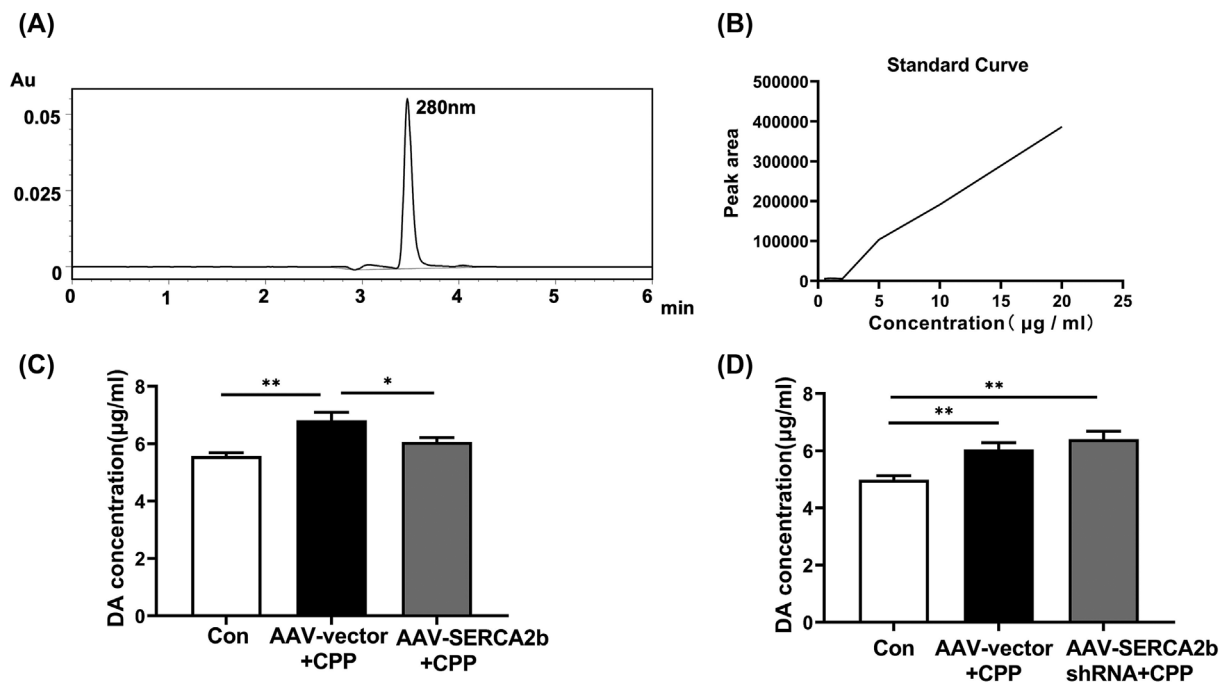 (A)
Au
0.05
0.025
0
280nm
0 1 2 3 4 5 6
min
(B)
Standard Curve
Peak area
500000
400000
300000
200000
100000
0
0 5 10 15 20 25
Concentration( μg / ml)
(C)
DA concentration(μg/ml)
8
6
4
2
0
** *
Con AAV-vector AAV-SERCA2b
+CPP +CPP
(D)
DA concentration(μg/ml)
8
6
4
2
0
**
**
Con AAV-vector AAV-SERCA2b
+CPP shRNA+CPP